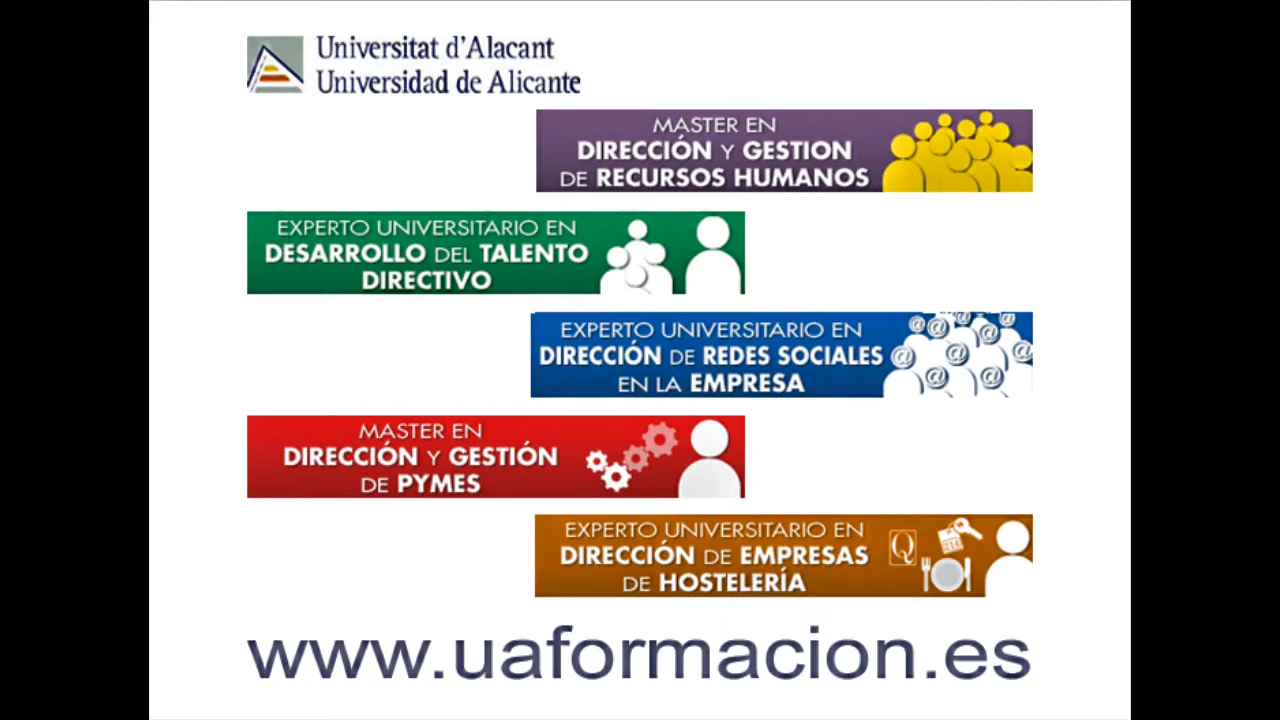 Universitat d'Alacant
Universidad de Alicante
MASTER EN
DIRECCIÓN Y GESTION
DE RECURSOS HUMANOS
EXPERTO UNIVERSITARIO EN
DESARROLLO DEL TALENTO
DIRECTIVO
EXPERTO UNIVERSITARIO EN
DIRECCIÓN DE REDES SOCIALES
EN LA EMPRESA
MASTER EN
DIRECCIÓN Y GESTIÓN
DE PYMES
EXPERTO UNIVERSITARIO EN
DIRECCIÓN DE EMPRESAS
DE HOSTELERÍA
www.uaformacion.es